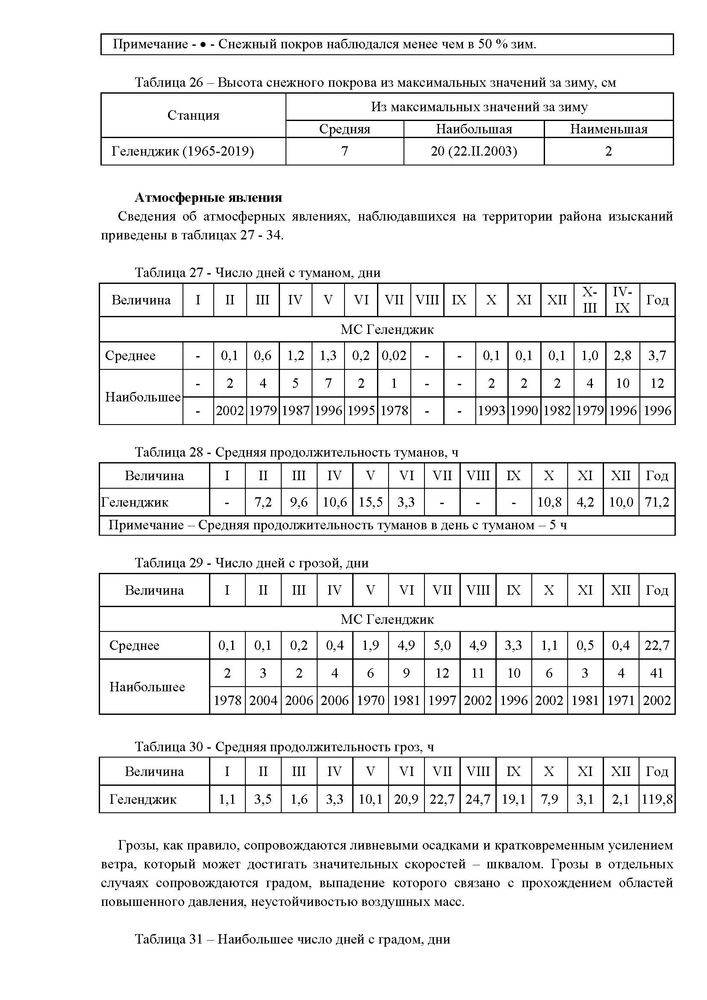 Примечание - • - Снежный покров наблюдался менее чем в 50 % зим.
Таблица 26 – Высота снежного покрова из максимальных значений за зиму, см
Станция Из максимальных значений за зиму
Средняя Наибольшая Наименьшая
Геленджик (1965-2019) 7 20 (22.II.2003) 2
Атмосферные явления
Сведения об атмосферных явлениях, наблюдавшихся на территории района изысканий
приведены в таблицах 27 - 34.
Таблица 27 - Число дней с туманом, дни
Величина I II III IV V VI VII VIII IX X XI XII X-III IV-IX Год
МС Геленджик
Среднее - 0,1 0,6 1,2 1,3 0,2 0,02 - - 0,1 0,1 0,1 1,0 2,8 3,7
Наибольшее - 2 4 5 7 2 1 - - 2 2 2 4 10 12
- 2002 1979 1987 1996 1995 1978 - - 1993 1990 1982 1979 1996 1996
Таблица 28 - Средняя продолжительность туманов, ч
Величина I II III IV V VI VII VIII IX X XI XII Год
Геленджик - 7,2 9,6 10,6 15,5 3,3 - - - 10,8 4,2 10,0 71,2
Примечание – Средняя продолжительность туманов в день с туманом – 5 ч
Таблица 29 - Число дней с грозой, дни
Величина I II III IV V VI VII VIII IX X XI XII Год
МС Геленджик
Среднее 0,1 0,1 0,2 0,4 1,9 4,9 5,0 4,9 3,3 1,1 0,5 0,4 22,7
Наибольшее 2 3 2 4 6 9 12 11 10 6 3 4 41
1978 2004 2006 2006 1970 1981 1997 2002 1996 2002 1981 1971 2002
Таблица 30 - Средняя продолжительность гроз, ч
Величина I II III IV V VI VII VIII IX X XI XII Год
Геленджик 1,1 3,5 1,6 3,3 10,1 20,9 22,7 24,7 19,1 7,9 3,1 2,1 119,8
Грозы, как правило, сопровождаются ливневыми осадками и кратковременным усилением
ветра, который может достигать значительных скоростей – шквалом. Грозы в отдельных
случаях сопровождаются градом, выпадение которого связано с прохождением областей
повышенного давления, неустойчивостью воздушных масс.
Таблица 31 – Наибольшее число дней с градом, дни